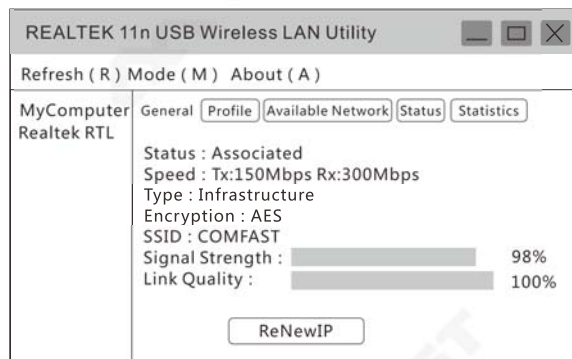 REALTEK 11n USB Wireless LAN Utility
Refresh ( R ) Mode ( M ) About ( A )
MyComputer
Realtek RTL
General Profile Available Network Status Statistics
Status : Associated
Speed : Tx:150Mbps Rx:300Mbps
Type : Infrastructure
Encryption : AES
SSID : COMFAST
Signal Strength : 98%
Link Quality : 100%
ReNewIP